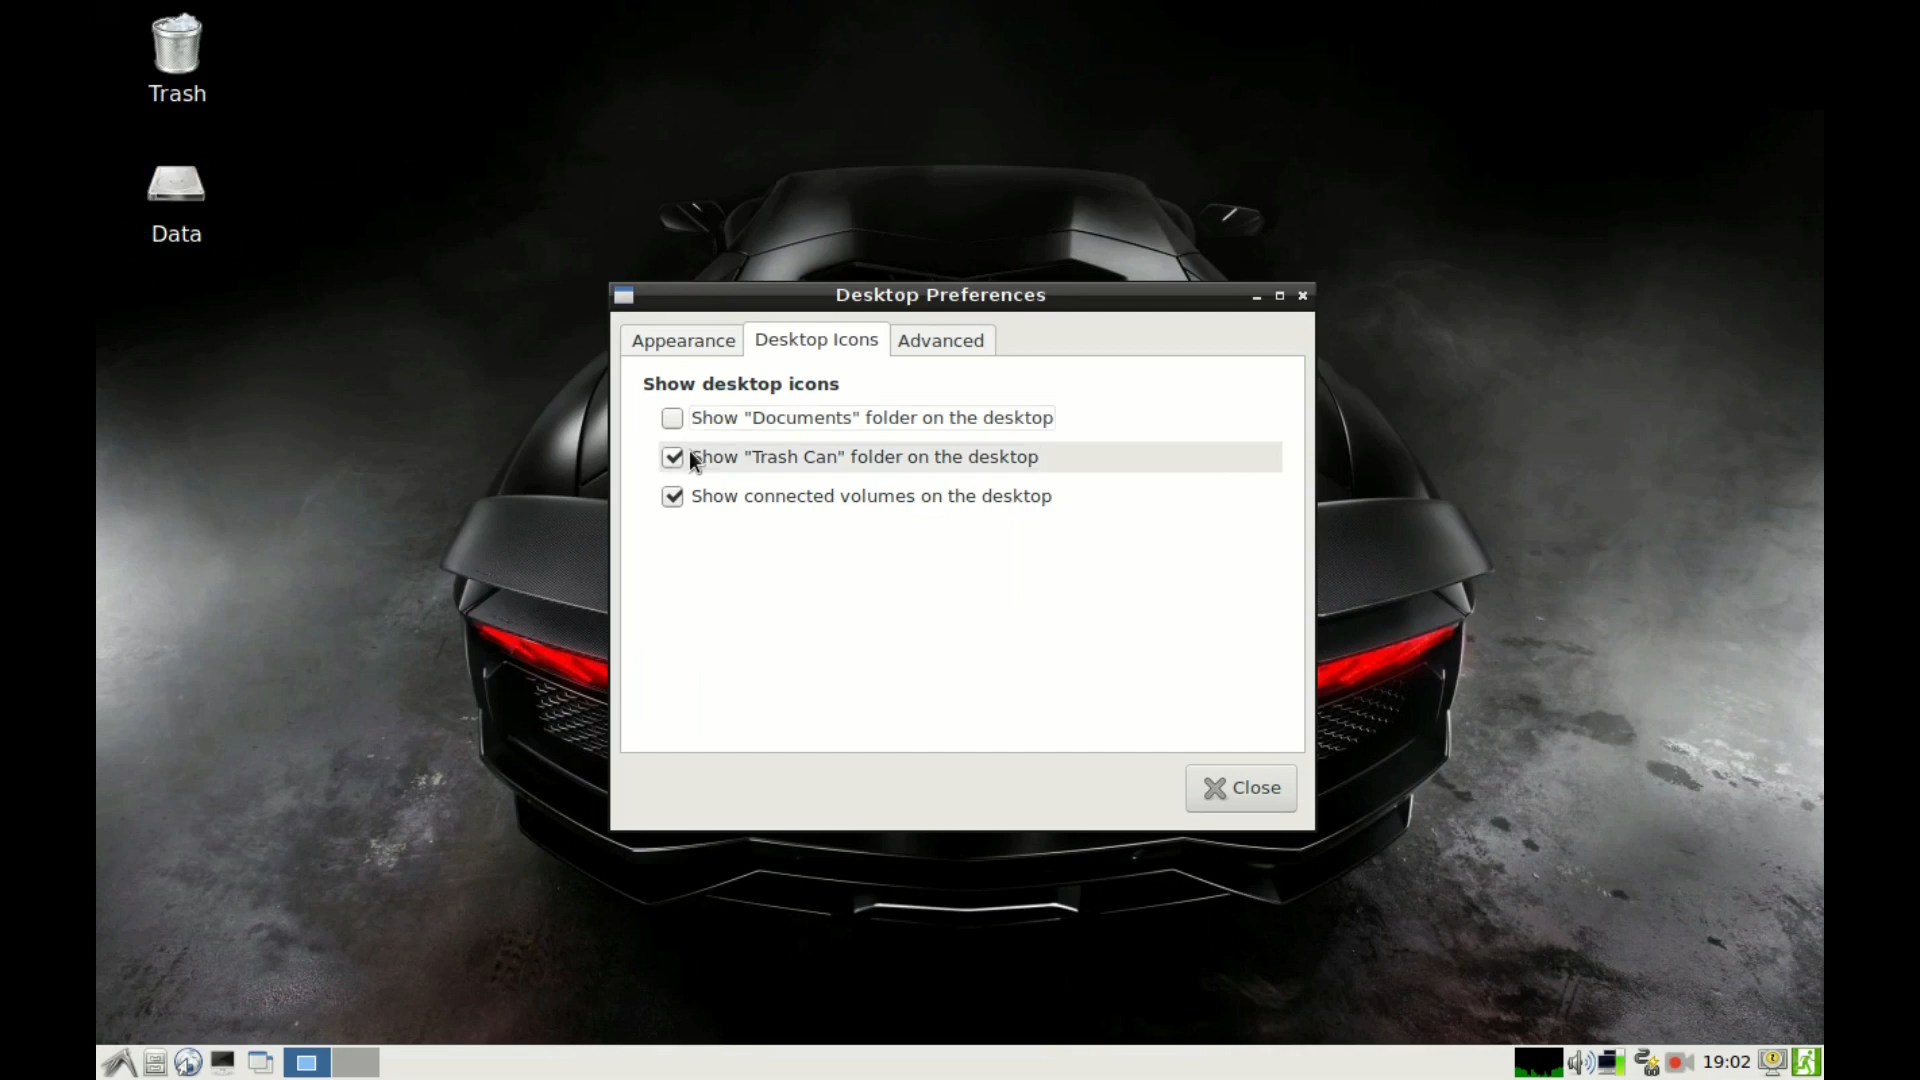 Trash
Data
Desktop Preferences
Appearance
Desktop Icons
Advanced
Show desktop icons
Show "Documents" folder on the desktop
Show "Trash Can" folder on the desktop
Show connected volumes on the desktop
Close
19:02